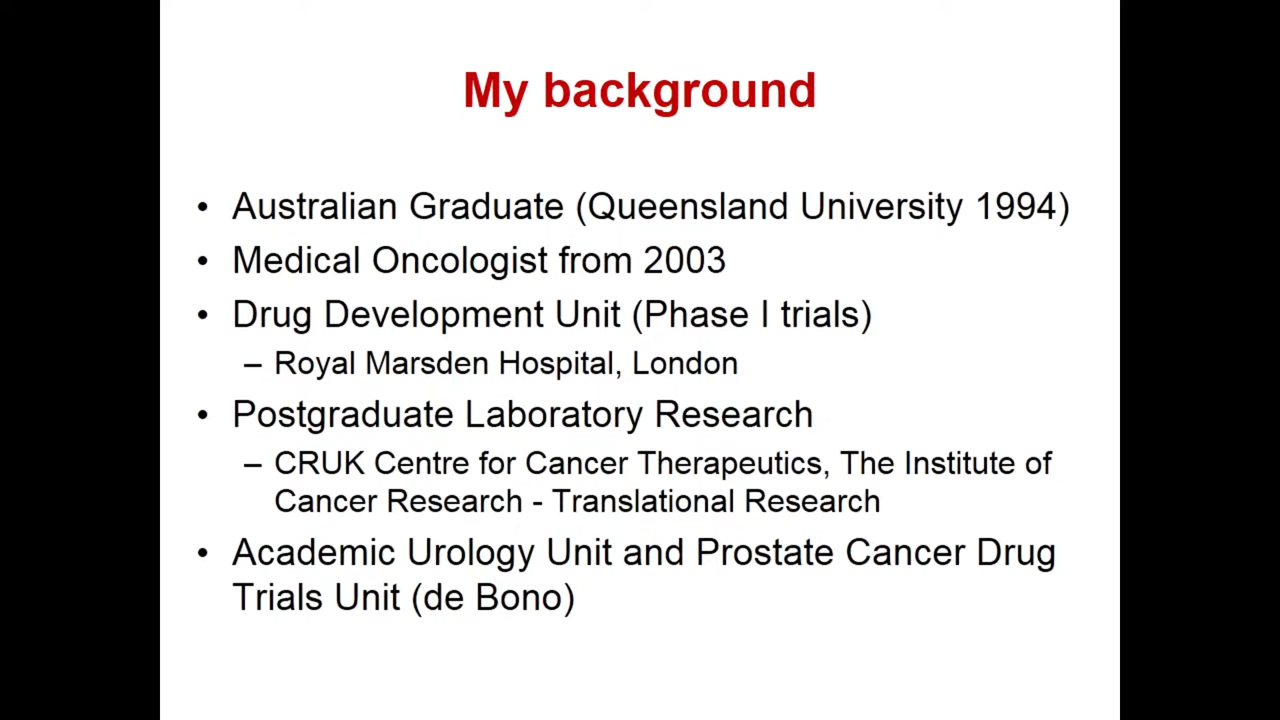 My background
• Australian Graduate (Queensland University 1994)
• Medical Oncologist from 2003
• Drug Development Unit (Phase I trials)
– Royal Marsden Hospital, London
• Postgraduate Laboratory Research
– CRUK Centre for Cancer Therapeutics, The Institute of
Cancer Research - Translational Research
• Academic Urology Unit and Prostate Cancer Drug
Trials Unit (de Bono)